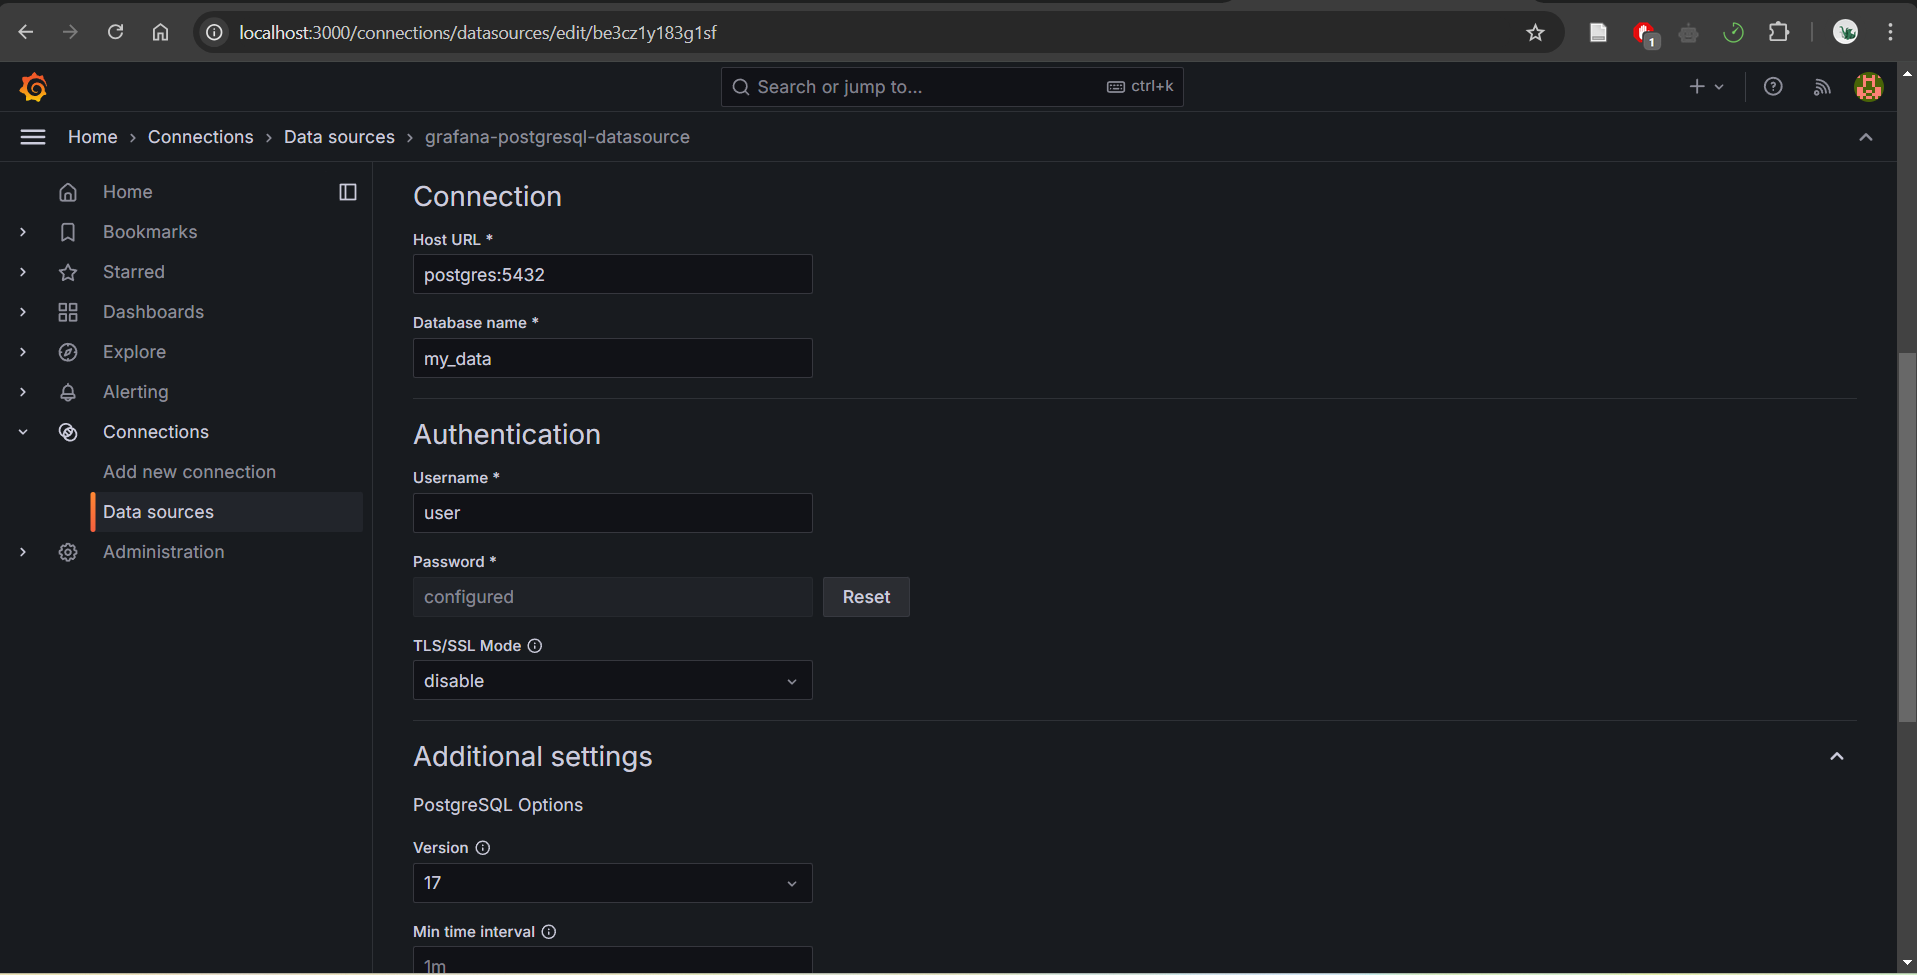 localhost:3000/connections/datasources/edit/be3cz1y183g1sf
1
Search or jump to...
ctrl+k
Home
Connections
Data sources
grafana-postgresql-datasource
Home
Bookmarks
Starred
Dashboards
Explore
Alerting
Connections
Add new connection
Data sources
Administration
Connection
Host URL *
postgres:5432
Database name *
my_data
Authentication
Username *
user
Password *
configured
Reset
TLS/SSL Mode
disable
Additional settings
PostgreSQL Options
Version
17
Min time interval
1m